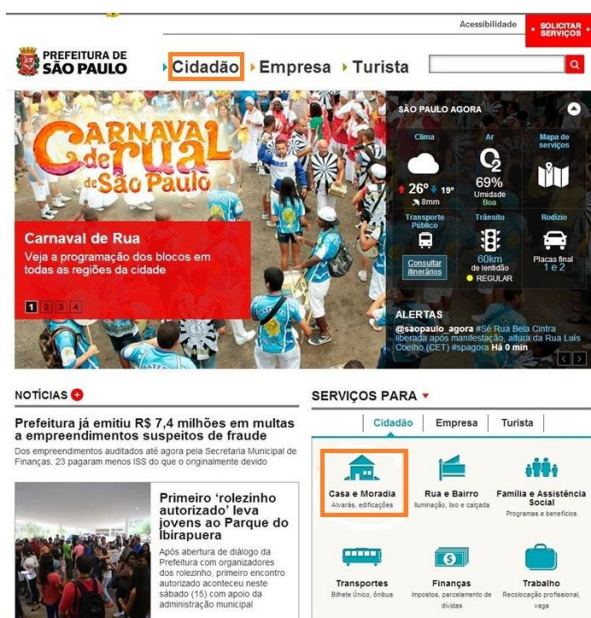 Acessibilidade
SOLICITAR
SERVIÇOS
PREFEITURA DE
SÃO PAULO
Cidadão
Empresa
Turista
CARNAVAL
de rua
de São Paulo
Carnaval de Rua
Veja a programação dos blocos em
todas as regiões da cidade
1 2 3 4
SÃO PAULO AGORA
Clima
26° 19°
8mm
Ar
O2
69%
Umidade
Boa
Mapa de
serviços
Transporte
Público
Consultar
itinerários
Trânsito
60km
de lentidão
REGULAR
Rodízio
Placas final
1 e 2
ALERTAS
@saopaulo_agora #Sé Rua Bela Cintra
liberada após manifestação, altura da Rua Luís
Coelho (CET) #spagora Há 0 min
NOTÍCIAS
Prefeitura já emitiu R$ 7,4 milhões em multas
a empreendimentos suspeitos de fraude
Dos empreendimentos auditados até agora pela Secretaria Municipal de
Finanças, 23 pagaram menos ISS do que o originalmente devido
Primeiro ‘rolezinho
autorizado’ leva
jovens ao Parque do
Ibirapuera
Após abertura de diálogo da
Prefeitura com organizadores
dos rolezinho, primeiro encontro
autorizado aconteceu neste
sábado (15) com apoio da
administração municipal
SERVIÇOS PARA
Cidadão
Empresa
Turista
Casa e Moradia
Alvarás, edificações
Rua e Bairro
Iluminação, lixo e calçada
Família e Assistência
Social
Programas e benefícios
Transportes
Bilhete Único, ônibus
Finanças
Impostos, parcelamento de
dívidas
Trabalho
Recolocação profissional,
vaga